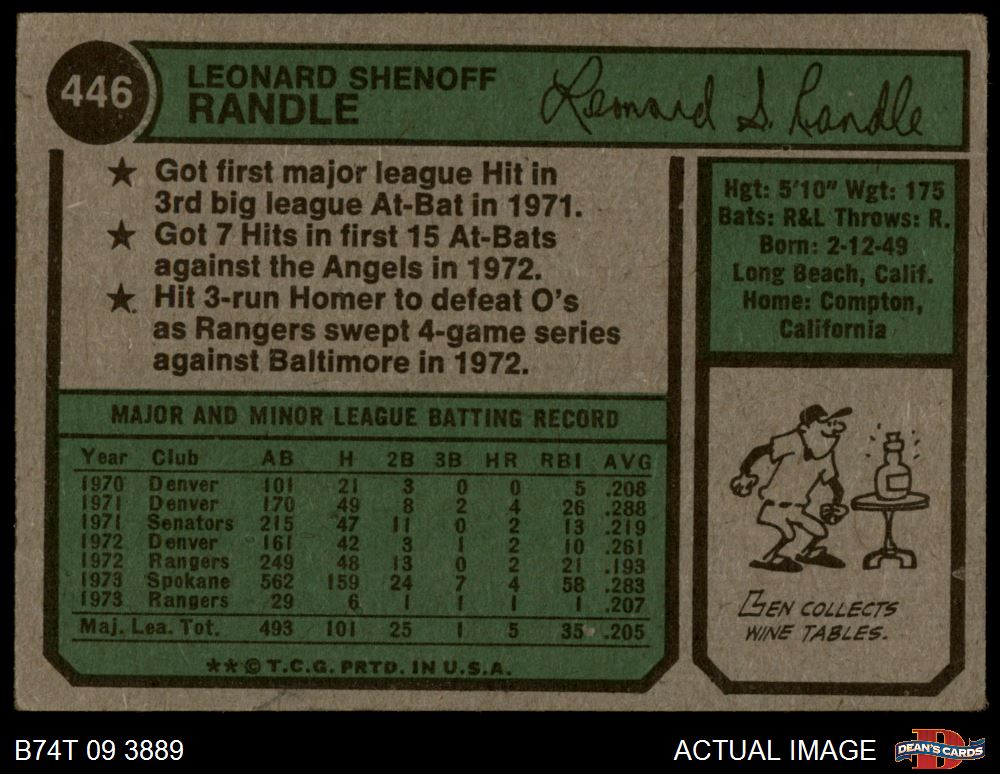 446
LEONARD SHENOFF
RANDLE
Leonard S. Randle
★ Got first major league Hit in
3rd big league At-Bat in 1971.
★ Got 7 Hits in first 15 At-Bats
against the Angels in 1972.
★ Hit 3-run Homer to defeat O's
as Rangers swept 4-game series
against Baltimore in 1972.
Hgt: 5'10" Wgt: 175
Bats: R&L Throws: R.
Born: 2-12-49
Long Beach, Calif.
Home: Compton,
California
MAJOR AND MINOR LEAGUE BATTING RECORD
Year Club AB H 2B 3B HR RBI AVG
1970 Denver 101 21 3 0 0 5 .208
1971 Denver 170 49 8 2 4 26 .288
1971 Senators 215 47 11 0 2 13 .219
1972 Denver 161 42 3 1 2 10 .261
1972 Rangers 249 48 13 0 2 21 .193
1973 Spokane 562 159 24 7 4 58 .283
1973 Rangers 29 6 1 1 1 1 .207
Maj. Lea. Tot. 493 101 25 1 5 35 .205
**©T.C.G. PRTD. IN U.S.A.
LEN COLLECTS
WINE TABLES.
B74T 09 3889
ACTUAL IMAGE
DEAN'S CARDS